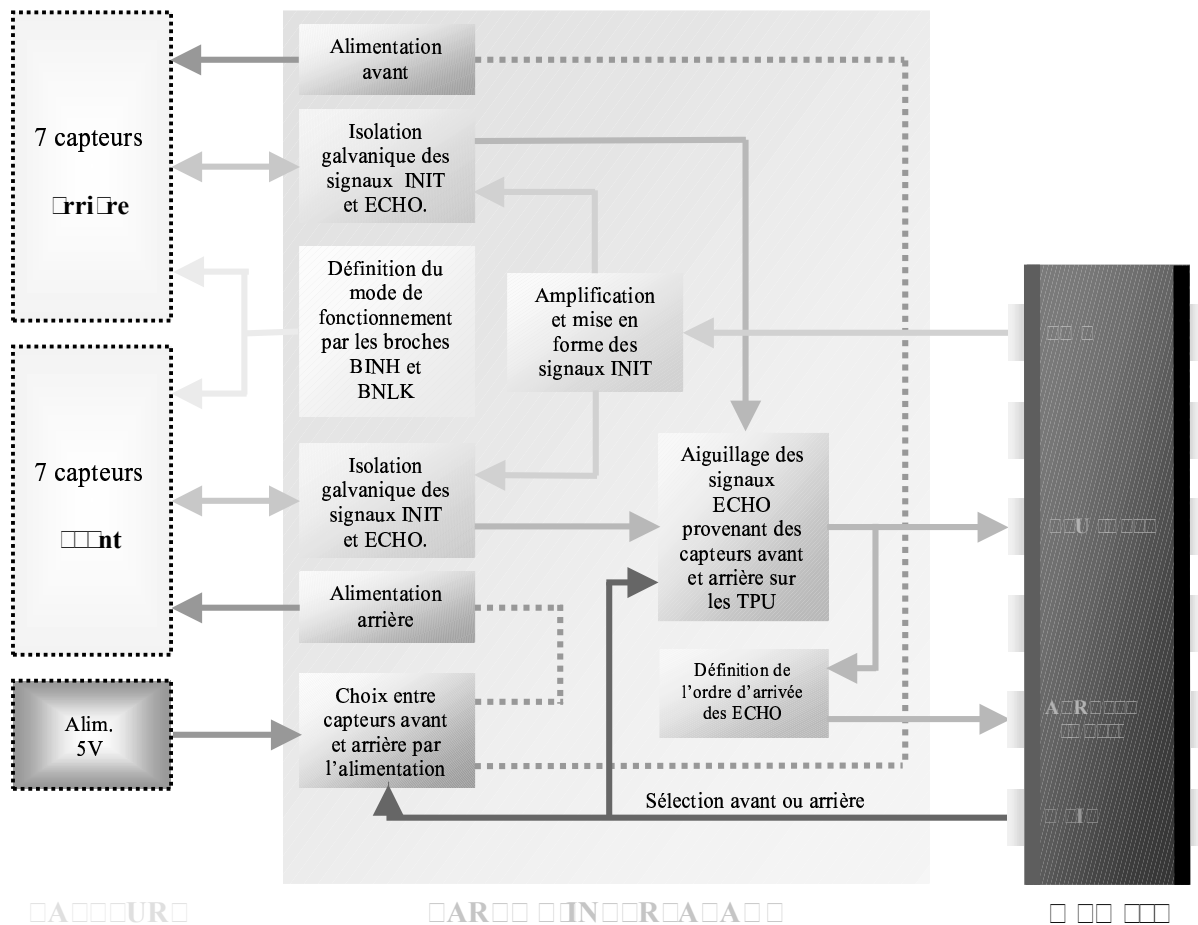 Alimentation
avant
7 capteurs
Isolation
galvanique des
signaux INIT
et ECHO.
Définition du
mode de
fonctionnement
par les broches
BINH et
BNLK
Amplification
et mise en
forme des
signaux INIT
7 capteurs
Isolation
galvanique des
signaux INIT
et ECHO.
Aiguillage des
signaux
ECHO
provenant des
capteurs avant
et arrière sur
les TPU
Alimentation
arrière
Définition de
l'ordre d'arrivée
des ECHO
Alim.
5V
Choix entre
capteurs avant
et arrière par
l'alimentation
Sélection avant ou arrière